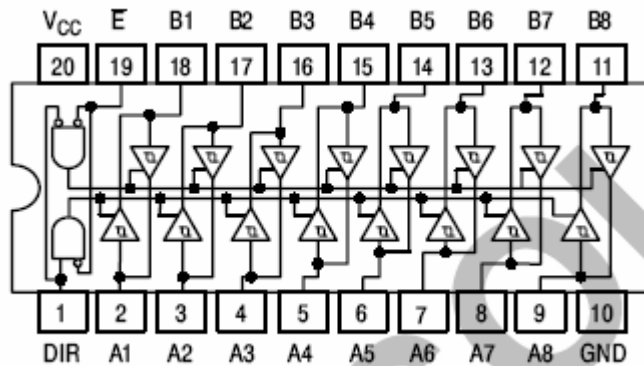 VCC E̅ B1 B2 B3 B4 B5 B6 B7 B8
20 19 18 17 16 15 14 13 12 11
1 2 3 4 5 6 7 8 9 10
DIR A1 A2 A3 A4 A5 A6 A7 A8 GND